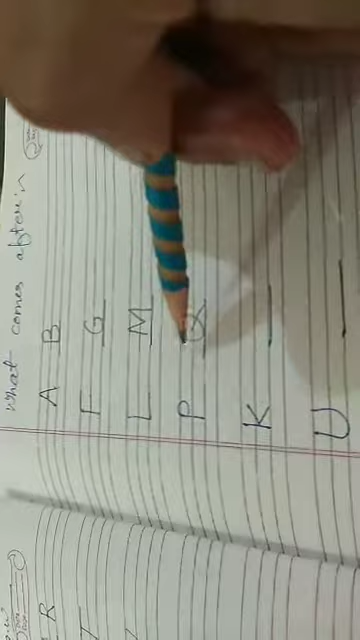 What comes after :-
A B
F G
L M
P Q
K
U
R